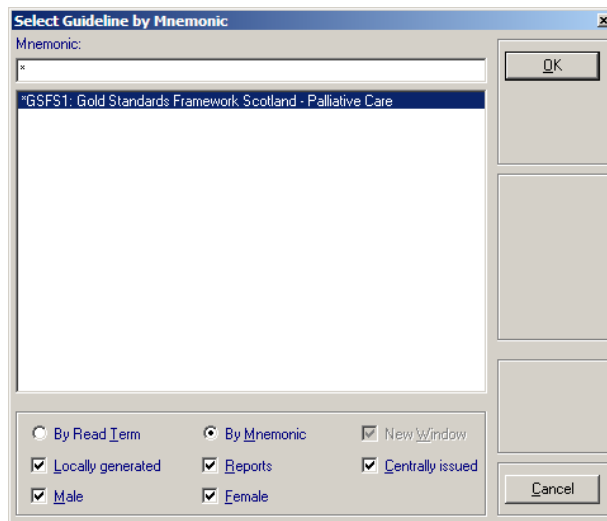 Select Guideline by Mnemonic
Mnemonic:
OK
*
*GSFS1: Gold Standards Framework Scotland - Palliative Care
By Read Term By Mnemonic New Window
Locally generated Reports Centrally issued
Male Female
Cancel